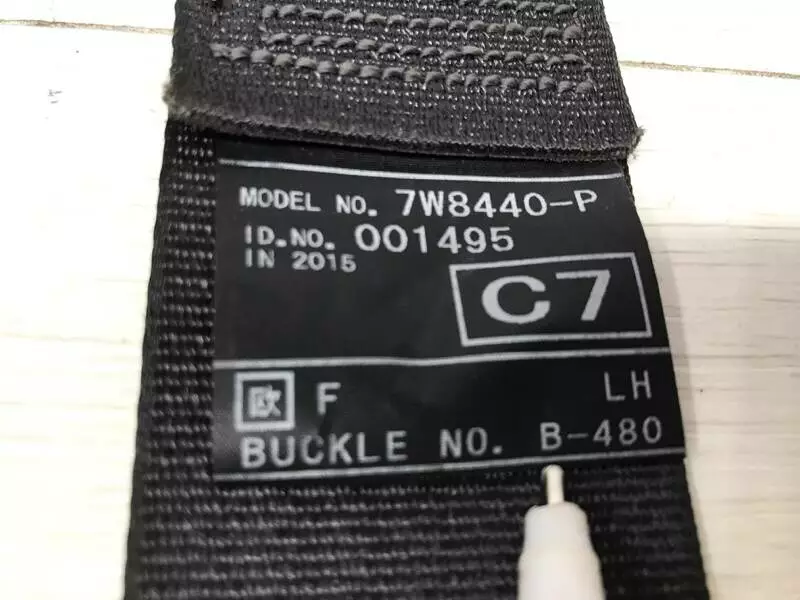 MODEL NO. 7W8440-P
ID.NO. 001495
IN 2015
C7
欧 F LH
BUCKLE NO. B-480